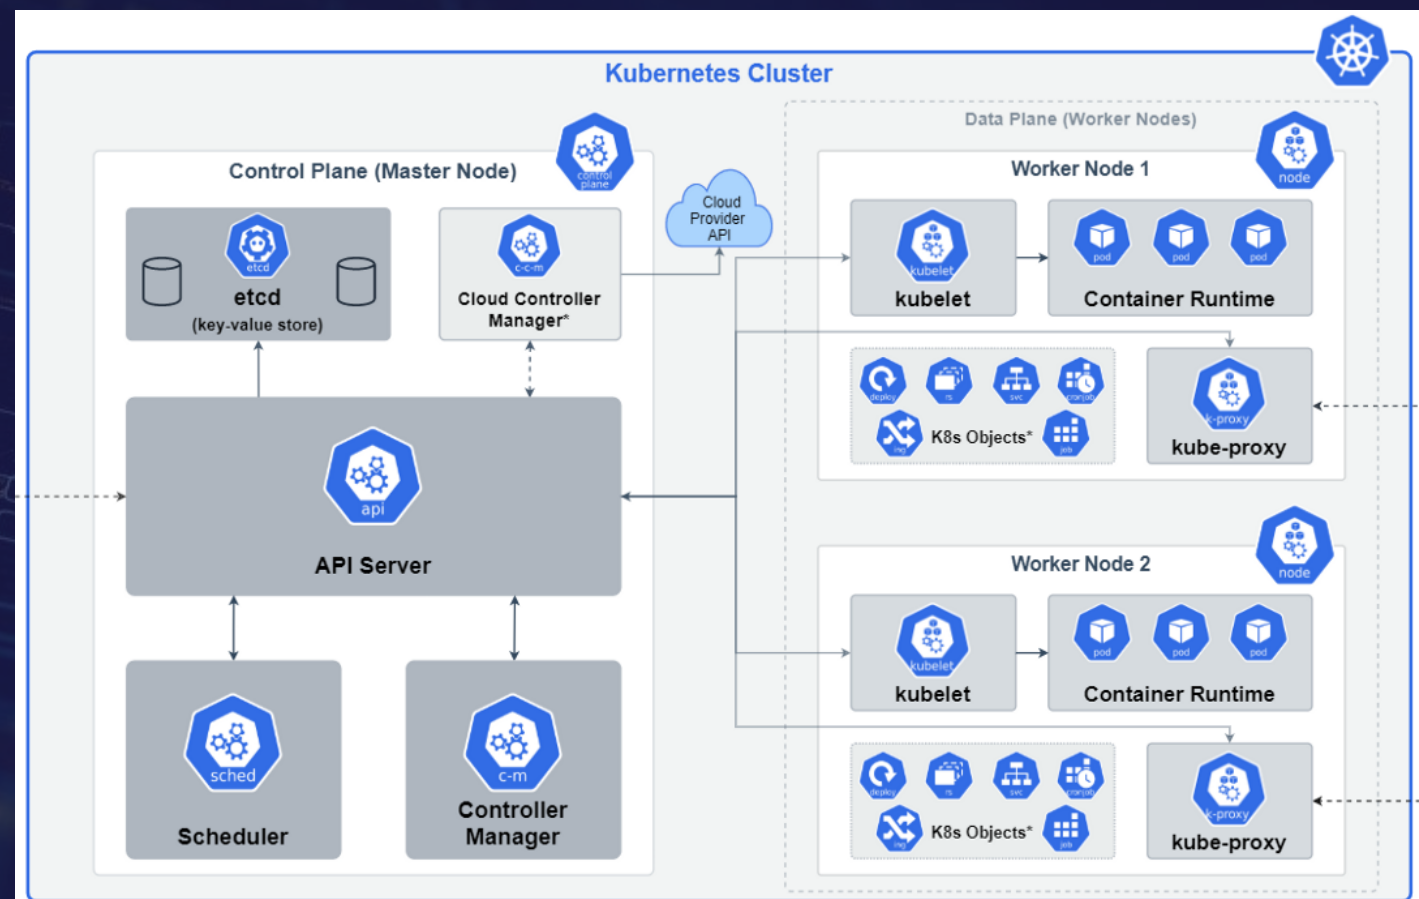 Kubernetes Cluster
Control Plane (Master Node)
control
plane
etcd
etcd
(key-value store)
c-c-m
Cloud Controller
Manager*
Cloud
Provider
API
api
API Server
sched
Scheduler
c-m
Controller
Manager
Data Plane (Worker Nodes)
Worker Node 1
node
kubelet
kubelet
pod
pod
pod
Container Runtime
deploy
rs
svc
cronjob
ing
K8s Objects*
job
k-proxy
kube-proxy
Worker Node 2
node
kubelet
kubelet
pod
pod
pod
Container Runtime
deploy
rs
svc
cronjob
ing
K8s Objects*
job
k-proxy
kube-proxy